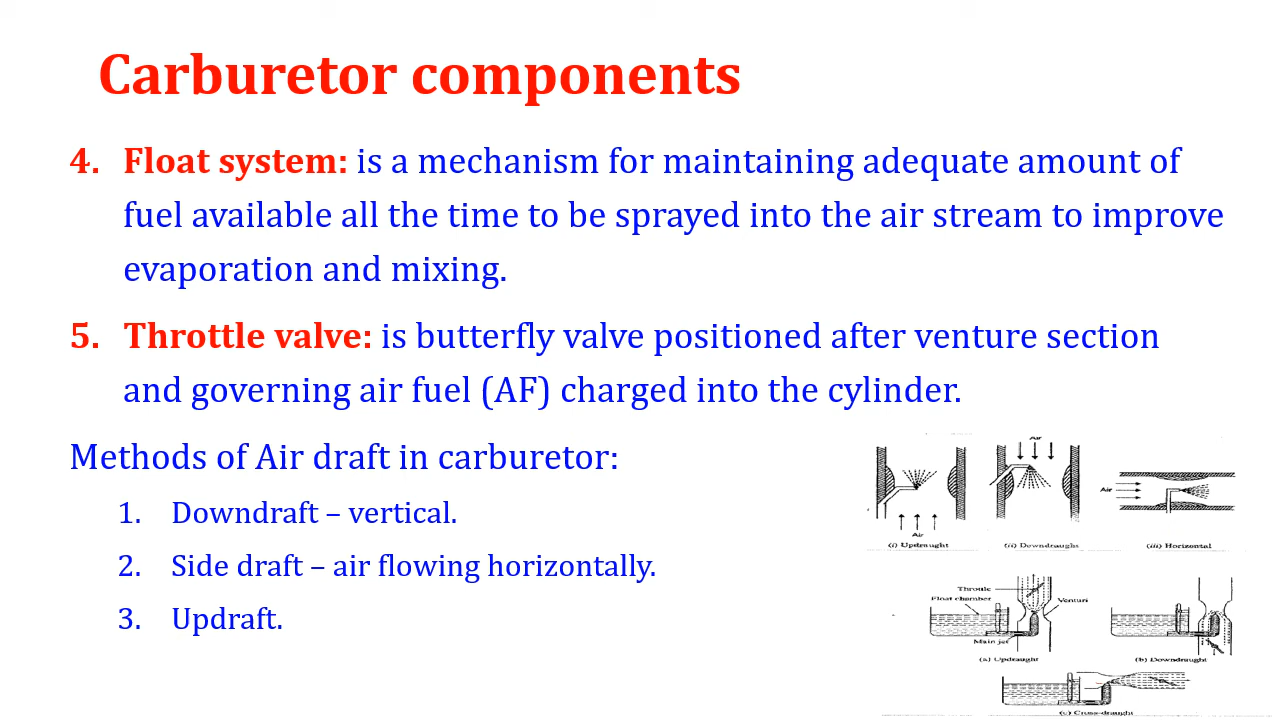 Carburetor components
4. Float system: is a mechanism for maintaining adequate amount of
fuel available all the time to be sprayed into the air stream to improve
evaporation and mixing.
5. Throttle valve: is butterfly valve positioned after venture section
and governing air fuel (AF) charged into the cylinder.
Methods of Air draft in carburetor:
1. Downdraft – vertical.
2. Side draft – air flowing horizontally.
3. Updraft.
Air
Air
Air
(i) Updraught
(ii) Downdraught
(iii) Horizontal
Throttle
Float chamber
Venturi
Main jet
(a) Updraught
(b) Downdraught
(c) Cross-draught